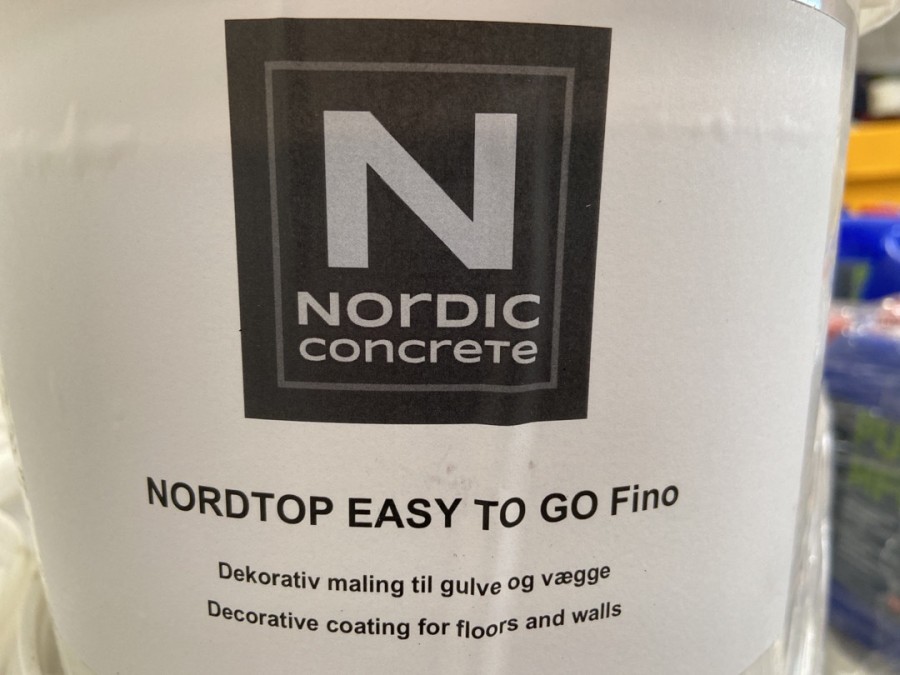 N
NORDIC
CONCRETE
NORDTOP EASY TO GO Fino
Dekorativ maling til gulve og vægge
Decorative coating for floors and walls